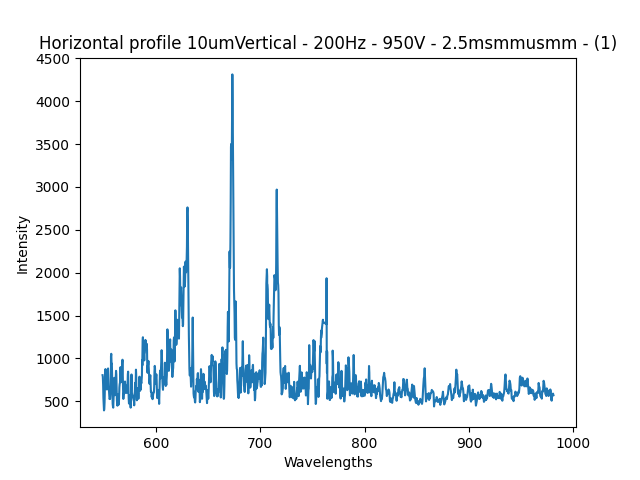 Horizontal profile 10umVertical - 200Hz - 950V - 2.5msmmusmm - (1)
4500
4000
3500
3000
2500
2000
1500
1000
500
Intensity
600 700 800 900 1000
Wavelengths